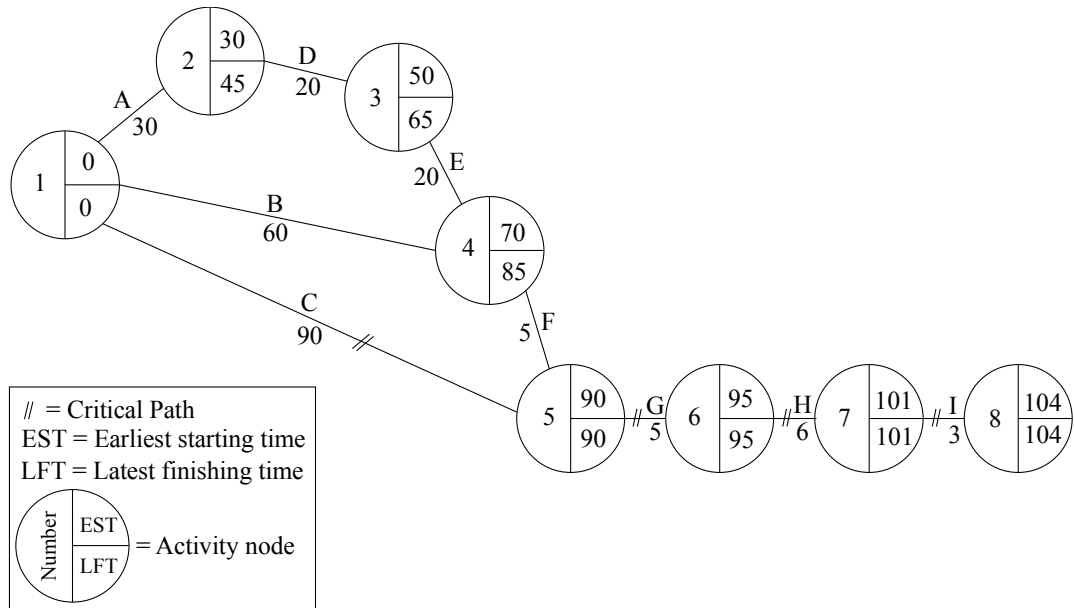 2
30
45
D
20
3
50
65
A
30
1
0
0
E
20
B
60
4
70
85
C
90
F
5
5
90
90
G
5
6
95
95
H
6
7
101
101
I
3
8
104
104
// = Critical Path
EST = Earliest starting time
LFT = Latest finishing time
Number
EST
LFT
= Activity node